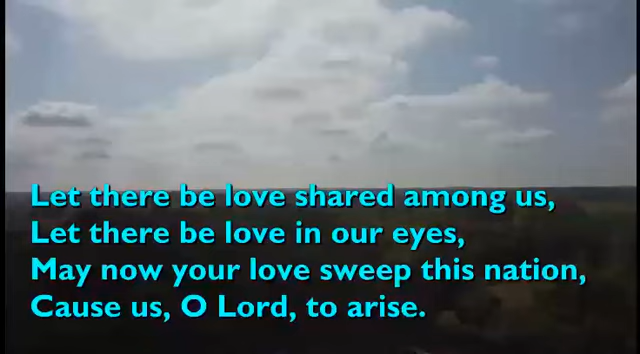 Let there be love shared among us,
Let there be love in our eyes,
May now your love sweep this nation,
Cause us, O Lord, to arise.